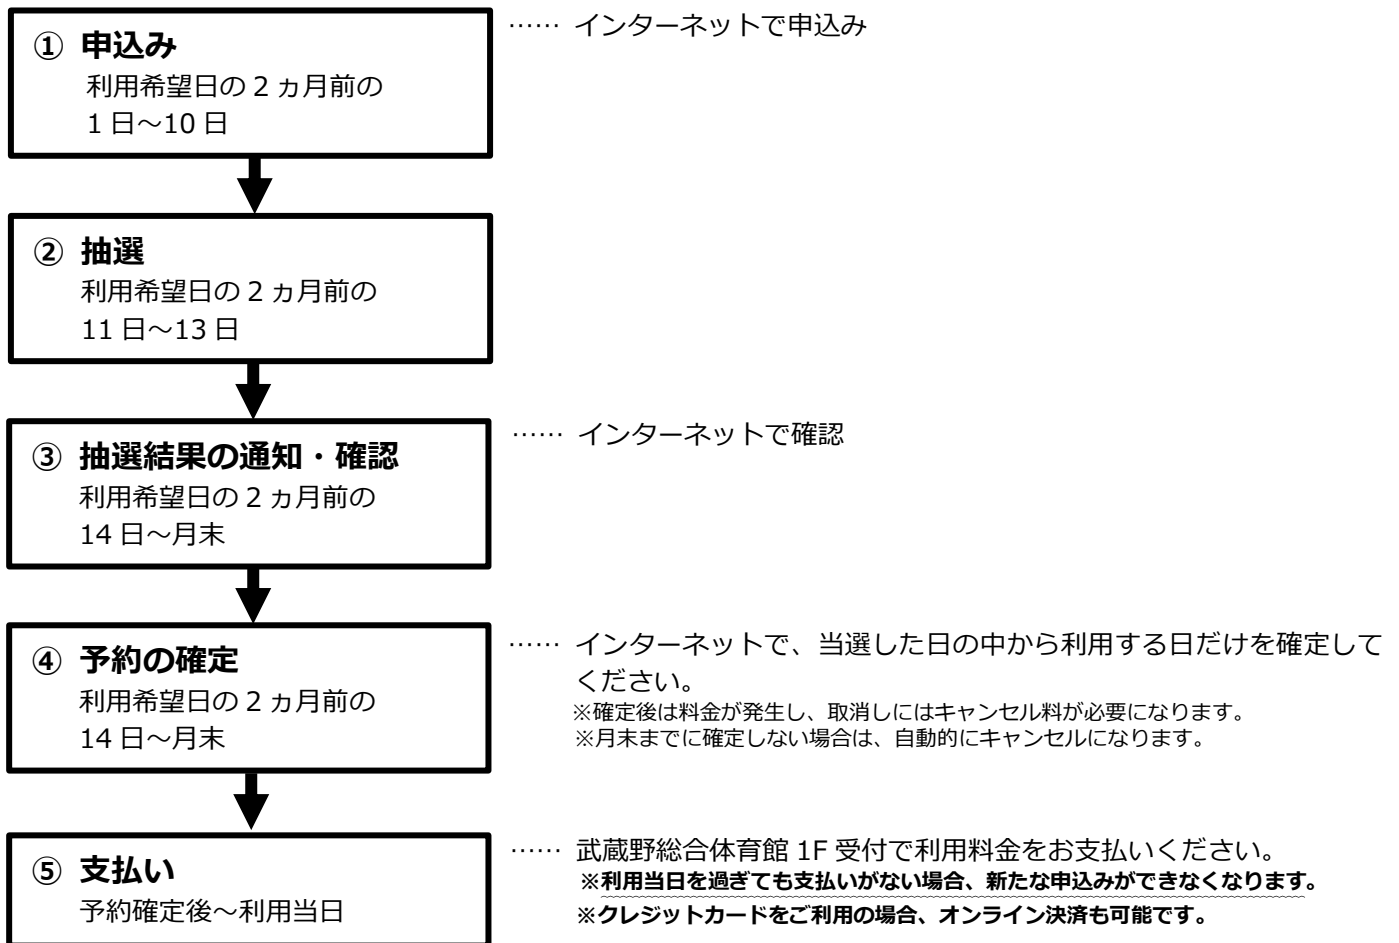 ① 申込み
利用希望日の2ヵ月前の
1日～10日
…… インターネットで申込み
② 抽選
利用希望日の2ヵ月前の
11日～13日
③ 抽選結果の通知・確認
利用希望日の2ヵ月前の
14日～月末
…… インターネットで確認
④ 予約の確定
利用希望日の2ヵ月前の
14日～月末
…… インターネットで、当選した日の中から利用する日だけを確定して
ください。
※確定後は料金が発生し、取消しにはキャンセル料が必要になります。
※月末までに確定しない場合は、自動的にキャンセルになります。
⑤ 支払い
予約確定後～利用当日
…… 武蔵野総合体育館1F受付で利用料金をお支払いください。
※利用当日を過ぎても支払いがない場合、新たな申込みができなくなります。
※クレジットカードをご利用の場合、オンライン決済も可能です。